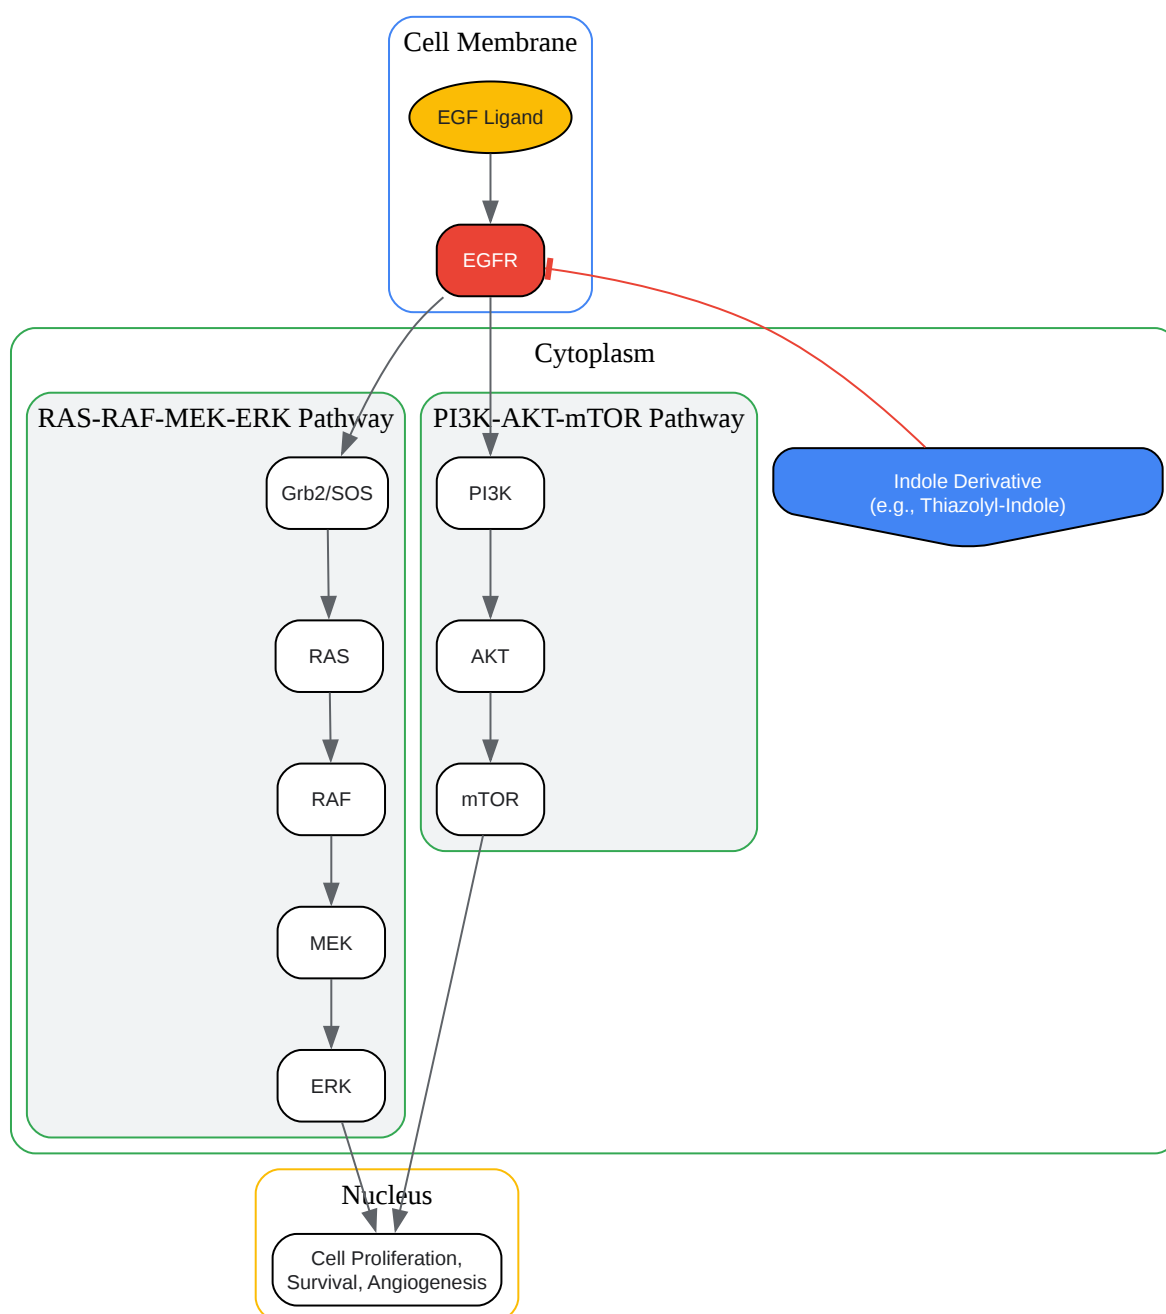 Cell Membrane
EGF Ligand
EGFR
Cytoplasm
RAS-RAF-MEK-ERK Pathway
Grb2/SOS
RAS
RAF
MEK
ERK
PI3K-AKT-mTOR Pathway
PI3K
AKT
mTOR
Indole Derivative
(e.g., Thiazolyl-Indole)
Nucleus
Cell Proliferation,
Survival, Angiogenesis